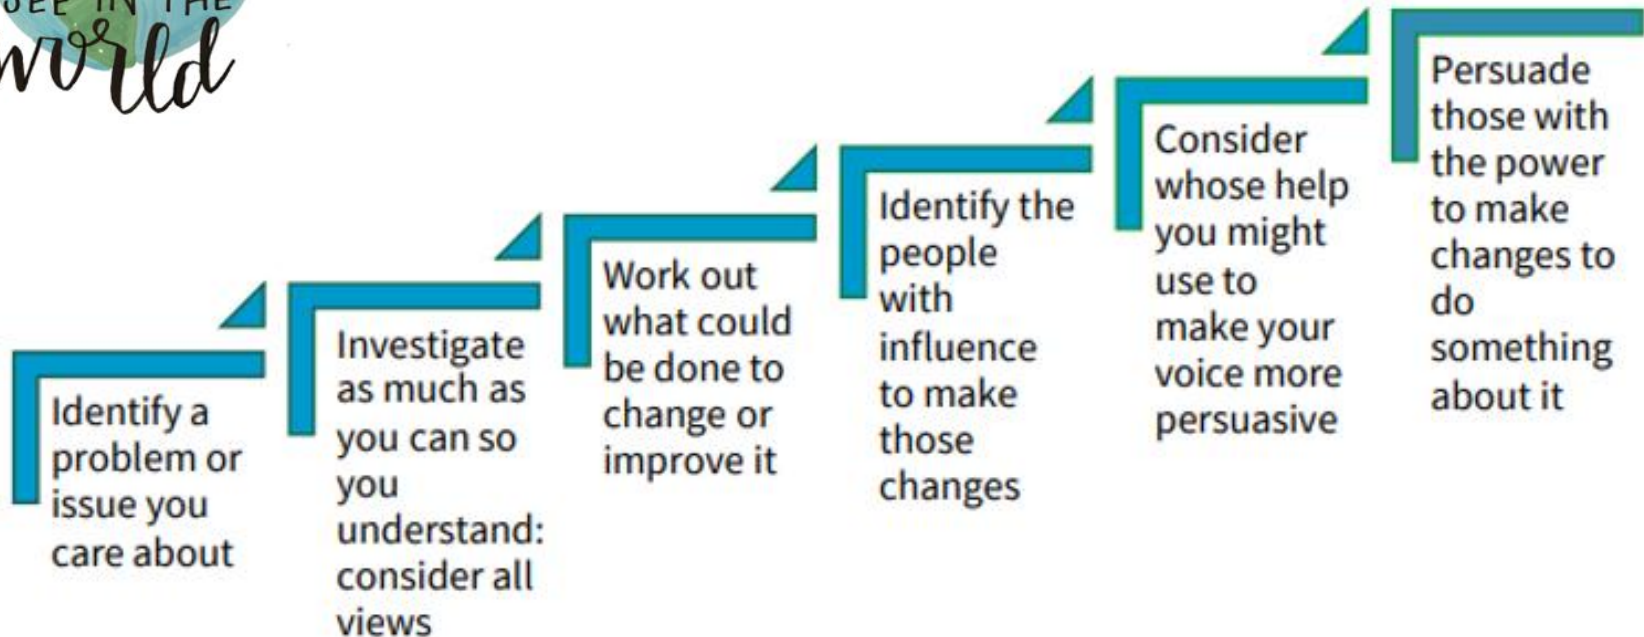 SEE IN THE
world
Identify a
problem or
issue you
care about
Investigate
as much as
you can so
you
understand:
consider all
views
Work out
what could
be done to
change or
improve it
Identify the
people
with
influence
to make
those
changes
Consider
whose help
you might
use to
make your
voice more
persuasive
Persuade
those with
the power
to make
changes to
do
something
about it